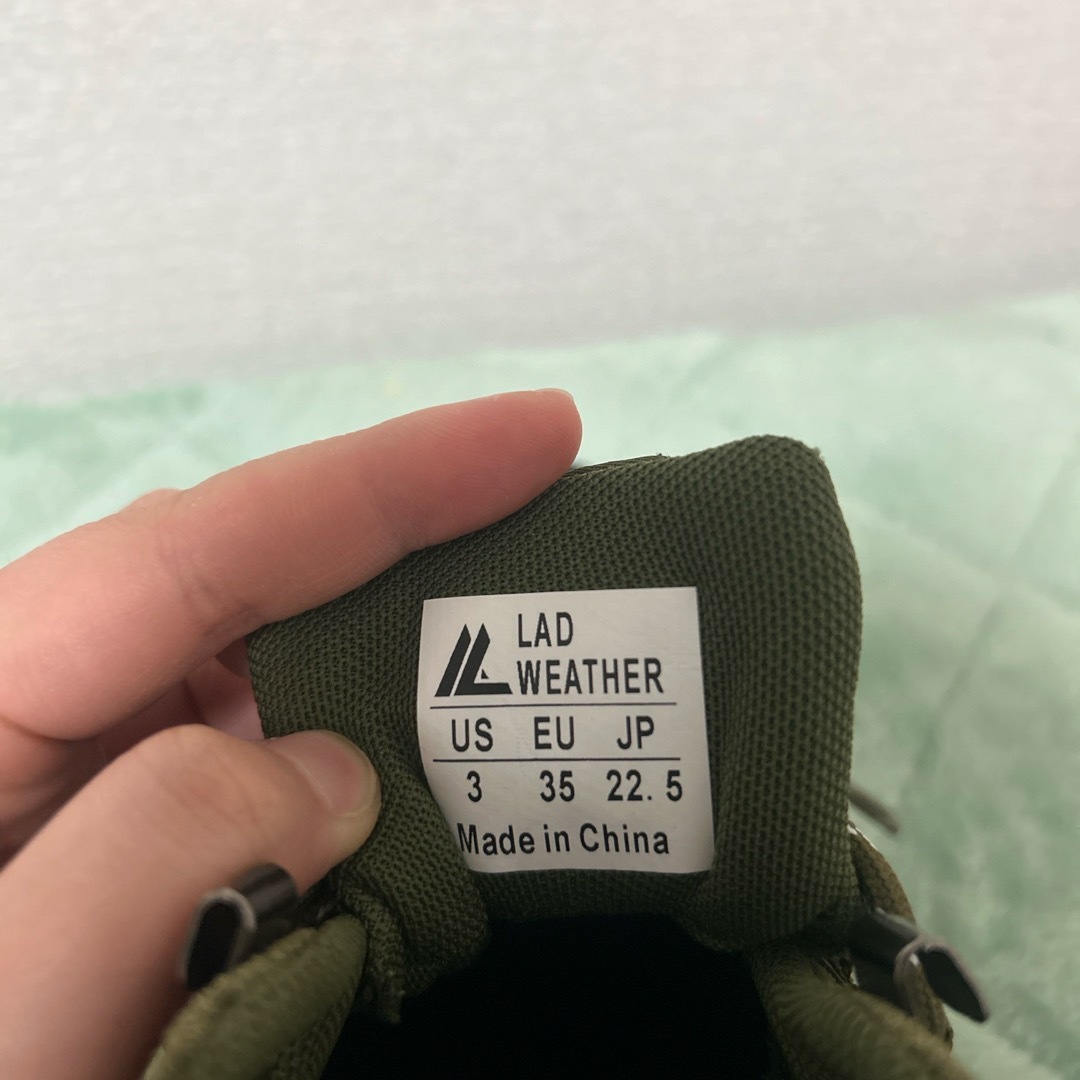 LAD
WEATHER
US EU JP
3 35 22.5
Made in China